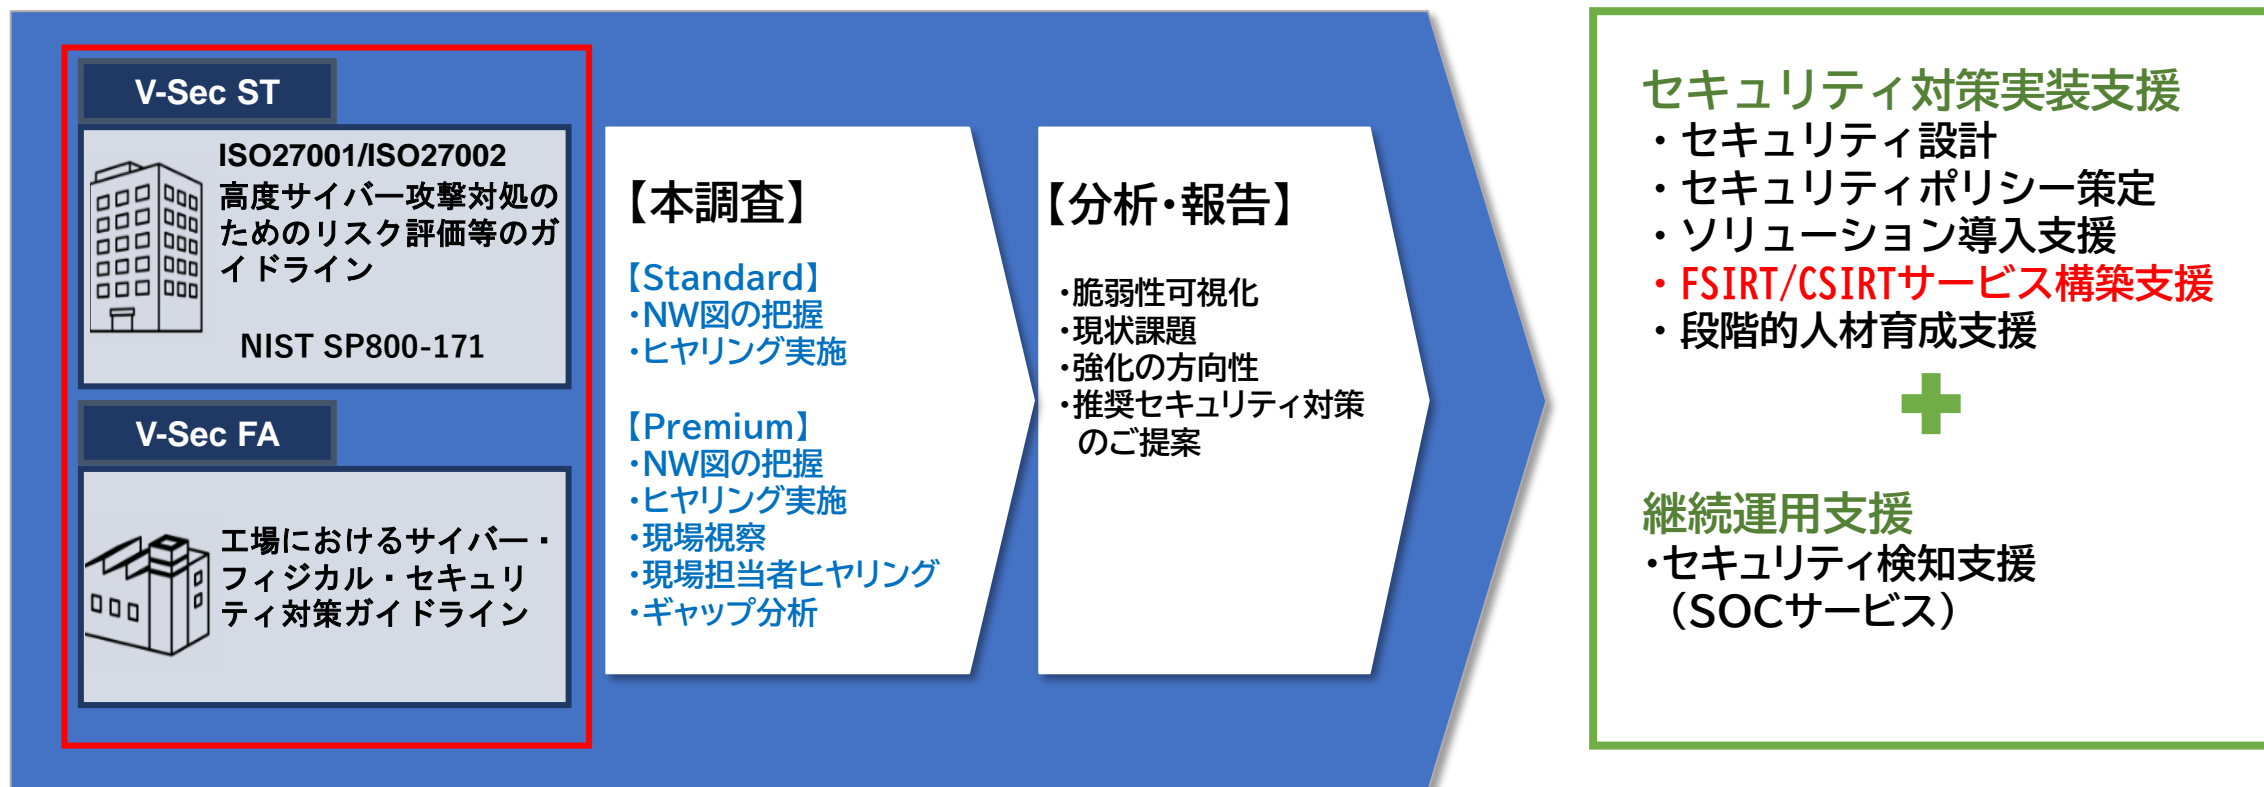 V-Sec ST
ISO27001/ISO27002
高度サイバー攻撃対処の
ためのリスク評価等のガ
イドライン
NIST SP800-171
V-Sec FA
工場におけるサイバー・
フィジカル・セキュリ
ティ対策ガイドライン
【本調査】
【Standard】
・NW図の把握
・ヒヤリング実施
【Premium】
・NW図の把握
・ヒヤリング実施
・現場視察
・現場担当者ヒヤリング
・ギャップ分析
【分析・報告】
・脆弱性可視化
・現状課題
・強化の方向性
・推奨セキュリティ対策
のご提案
セキュリティ対策実装支援
・セキュリティ設計
・セキュリティポリシー策定
・ソリューション導入支援
・FSIRT/CSIRTサービス構築支援
・段階的人材育成支援
継続運用支援
・セキュリティ検知支援
（SOCサービス）